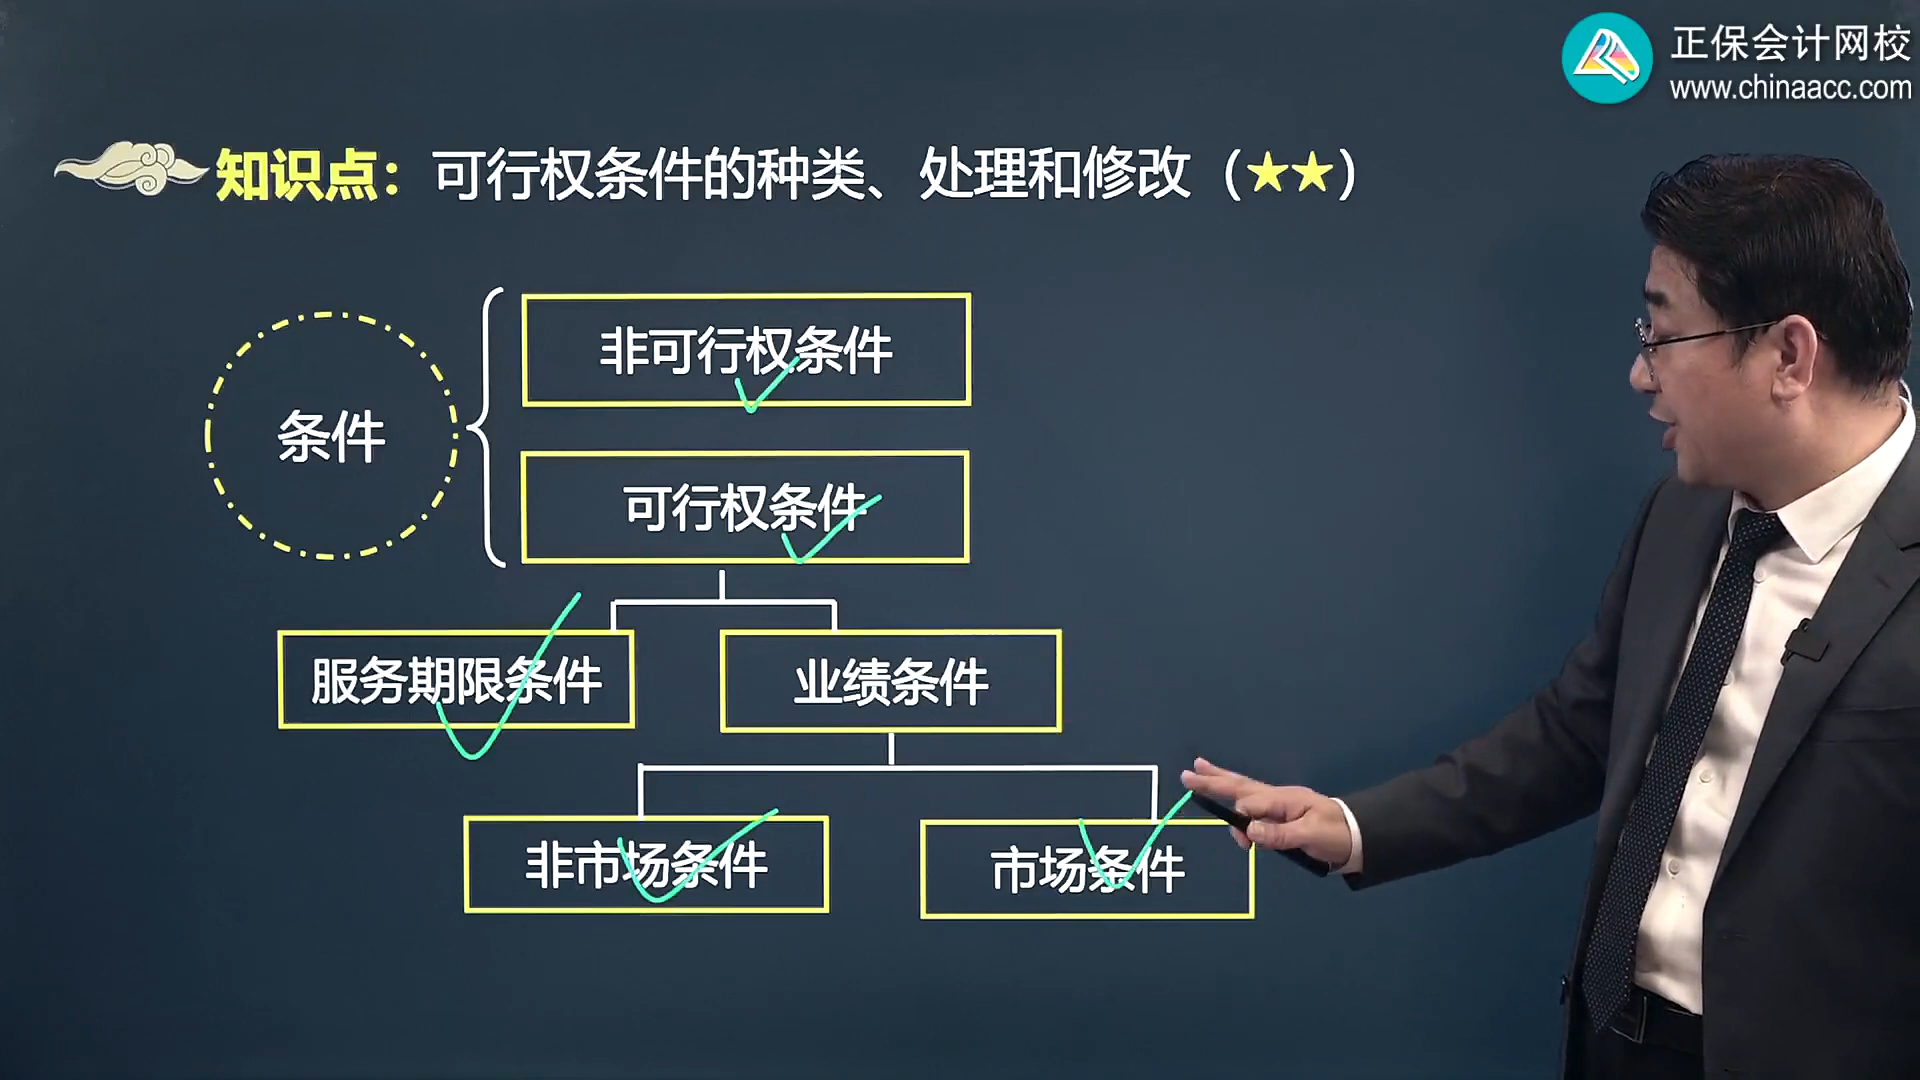 正保会计网校
www.chinaacc.com
知识点：可行权条件的种类、处理和修改（★★）
非可行权条件
条件
可行权条件
服务期限条件
业绩条件
非市场条件
市场条件